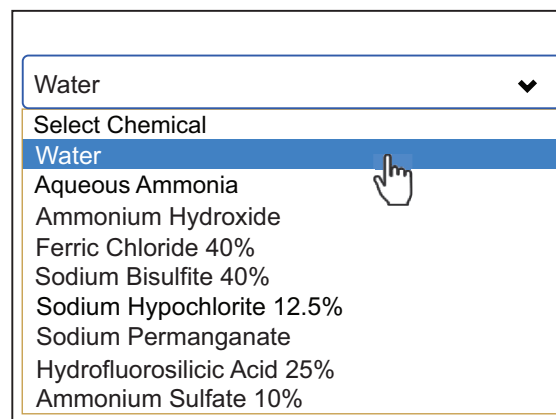 Water
Select Chemical
Water
Aqueous Ammonia
Ammonium Hydroxide
Ferric Chloride 40%
Sodium Bisulfite 40%
Sodium Hypochlorite 12.5%
Sodium Permanganate
Hydrofluorosilicic Acid 25%
Ammonium Sulfate 10%